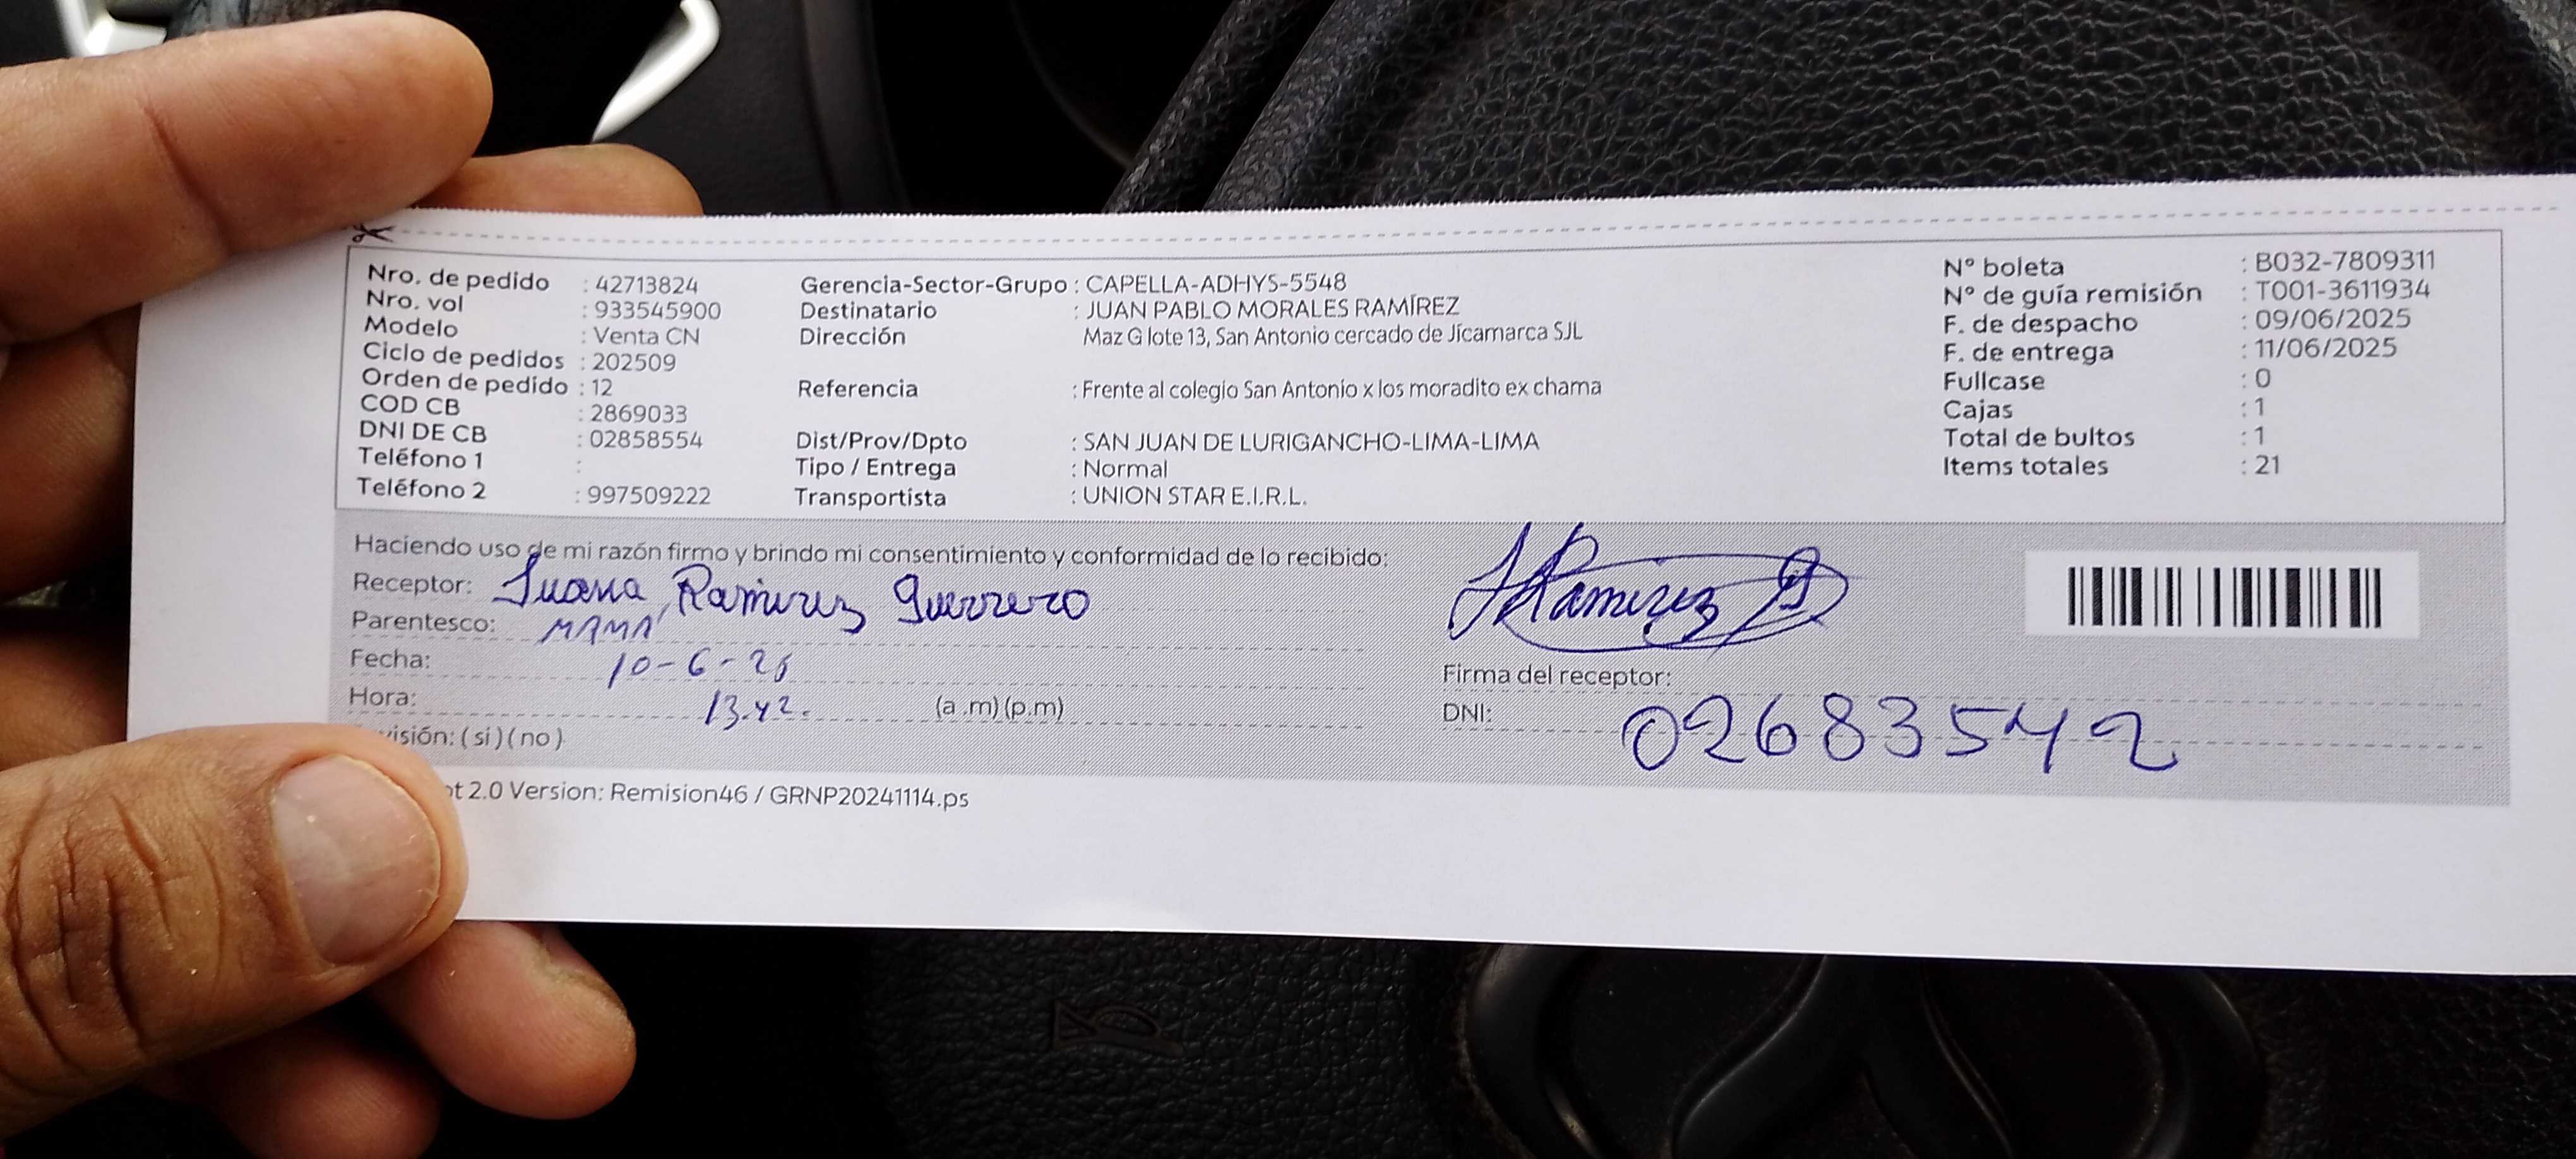 Nro. de pedido : 42713824
Nro. vol : 933545900
Modelo : Venta CN
Ciclo de pedidos : 202509
Orden de pedido : 12
COD CB : 2869033
DNI DE CB : 02858554
Teléfono 1 :
Teléfono 2 : 997509222
Gerencia-Sector-Grupo : CAPELLA-ADHYS-5548
Destinatario : JUAN PABLO MORALES RAMÍREZ
Dirección Maz G lote 13, San Antonio cercado de Jicamarca SJL
Referencia : Frente al colegio San Antonio x los moradito ex chama
Dist/Prov/Dpto : SAN JUAN DE LURIGANCHO-LIMA-LIMA
Tipo / Entrega : Normal
Transportista : UNION STAR E.I.R.L.
Nº boleta : B032-7809311
Nº de guía remisión : T001-3611934
F. de despacho : 09/06/2025
F. de entrega : 11/06/2025
Fullcase : 0
Cajas : 1
Total de bultos : 1
Items totales : 21
Haciendo uso de mi razón firmo y brindo mi consentimiento y conformidad de lo recibido:
Receptor: Juana Ramirez Guerrero
Parentesco: MAMA
Fecha: 10-6-25
Hora: 13.42. (a .m) (p.m)
visión: ( si ) ( no )
JRamirez G
Firma del receptor:
DNI: 02683542
2.0 Version: Remision46 / GRNP20241114.ps